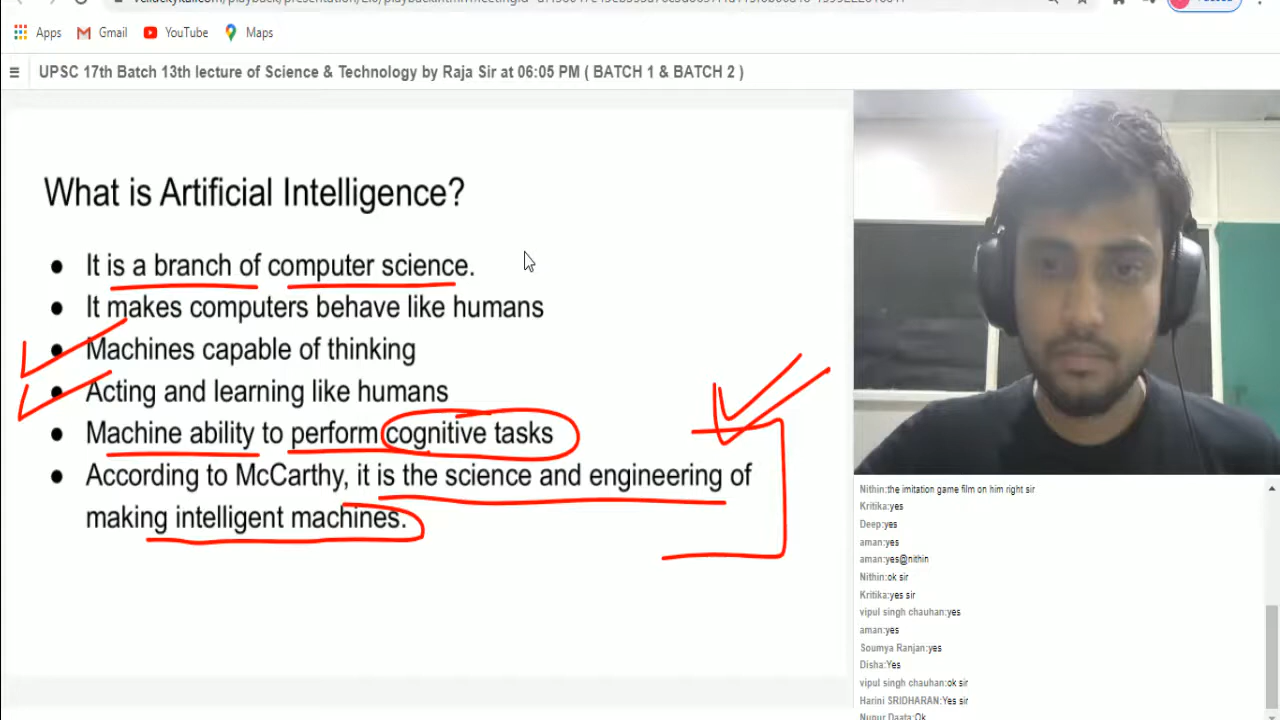 Apps Gmail YouTube Maps
UPSC 17th Batch 13th lecture of Science & Technology by Raja Sir at 06:05 PM ( BATCH 1 & BATCH 2 )
What is Artificial Intelligence?
● It is a branch of computer science.
● It makes computers behave like humans
● Machines capable of thinking
● Acting and learning like humans
● Machine ability to perform cognitive tasks
● According to McCarthy, it is the science and engineering of
making intelligent machines.
Nithin:the imitation game film on him right sir
Kritika:yes
Deep:yes
aman:yes
aman:yes@nithin
Nithin:ok sir
Kritika:yes sir
vipul singh chauhan:yes
aman:yes
Soumya Ranjan:yes
Disha:Yes
vipul singh chauhan:ok sir
Harini SRIDHARAN:Yes sir
Nupur Daata:Ok